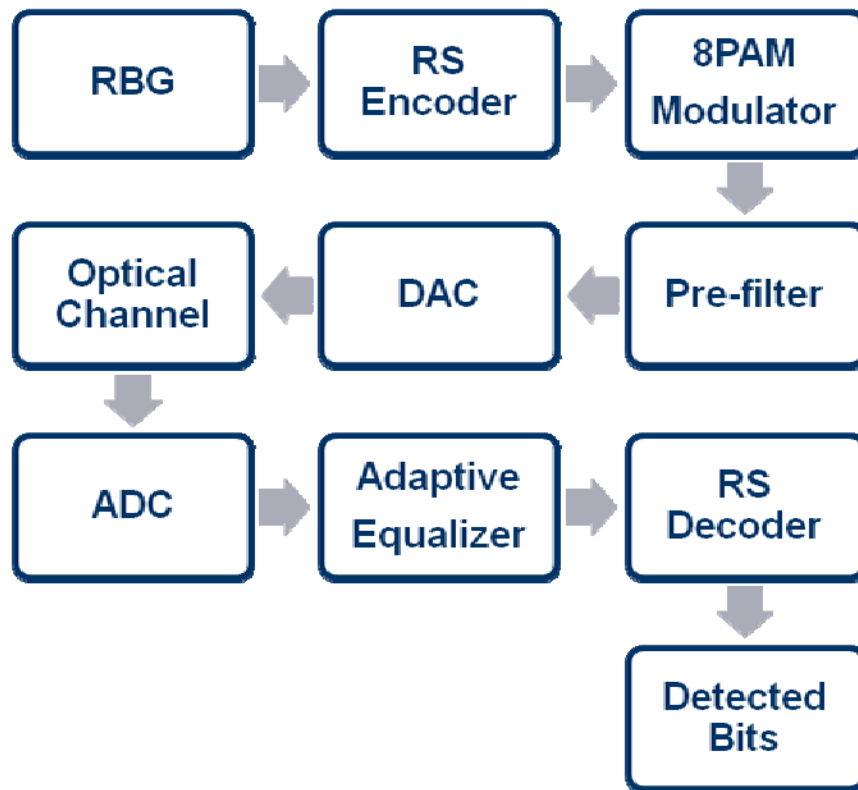 RBG
RS
Encoder
8PAM
Modulator
Pre-filter
DAC
Optical
Channel
ADC
Adaptive
Equalizer
RS
Decoder
Detected
Bits